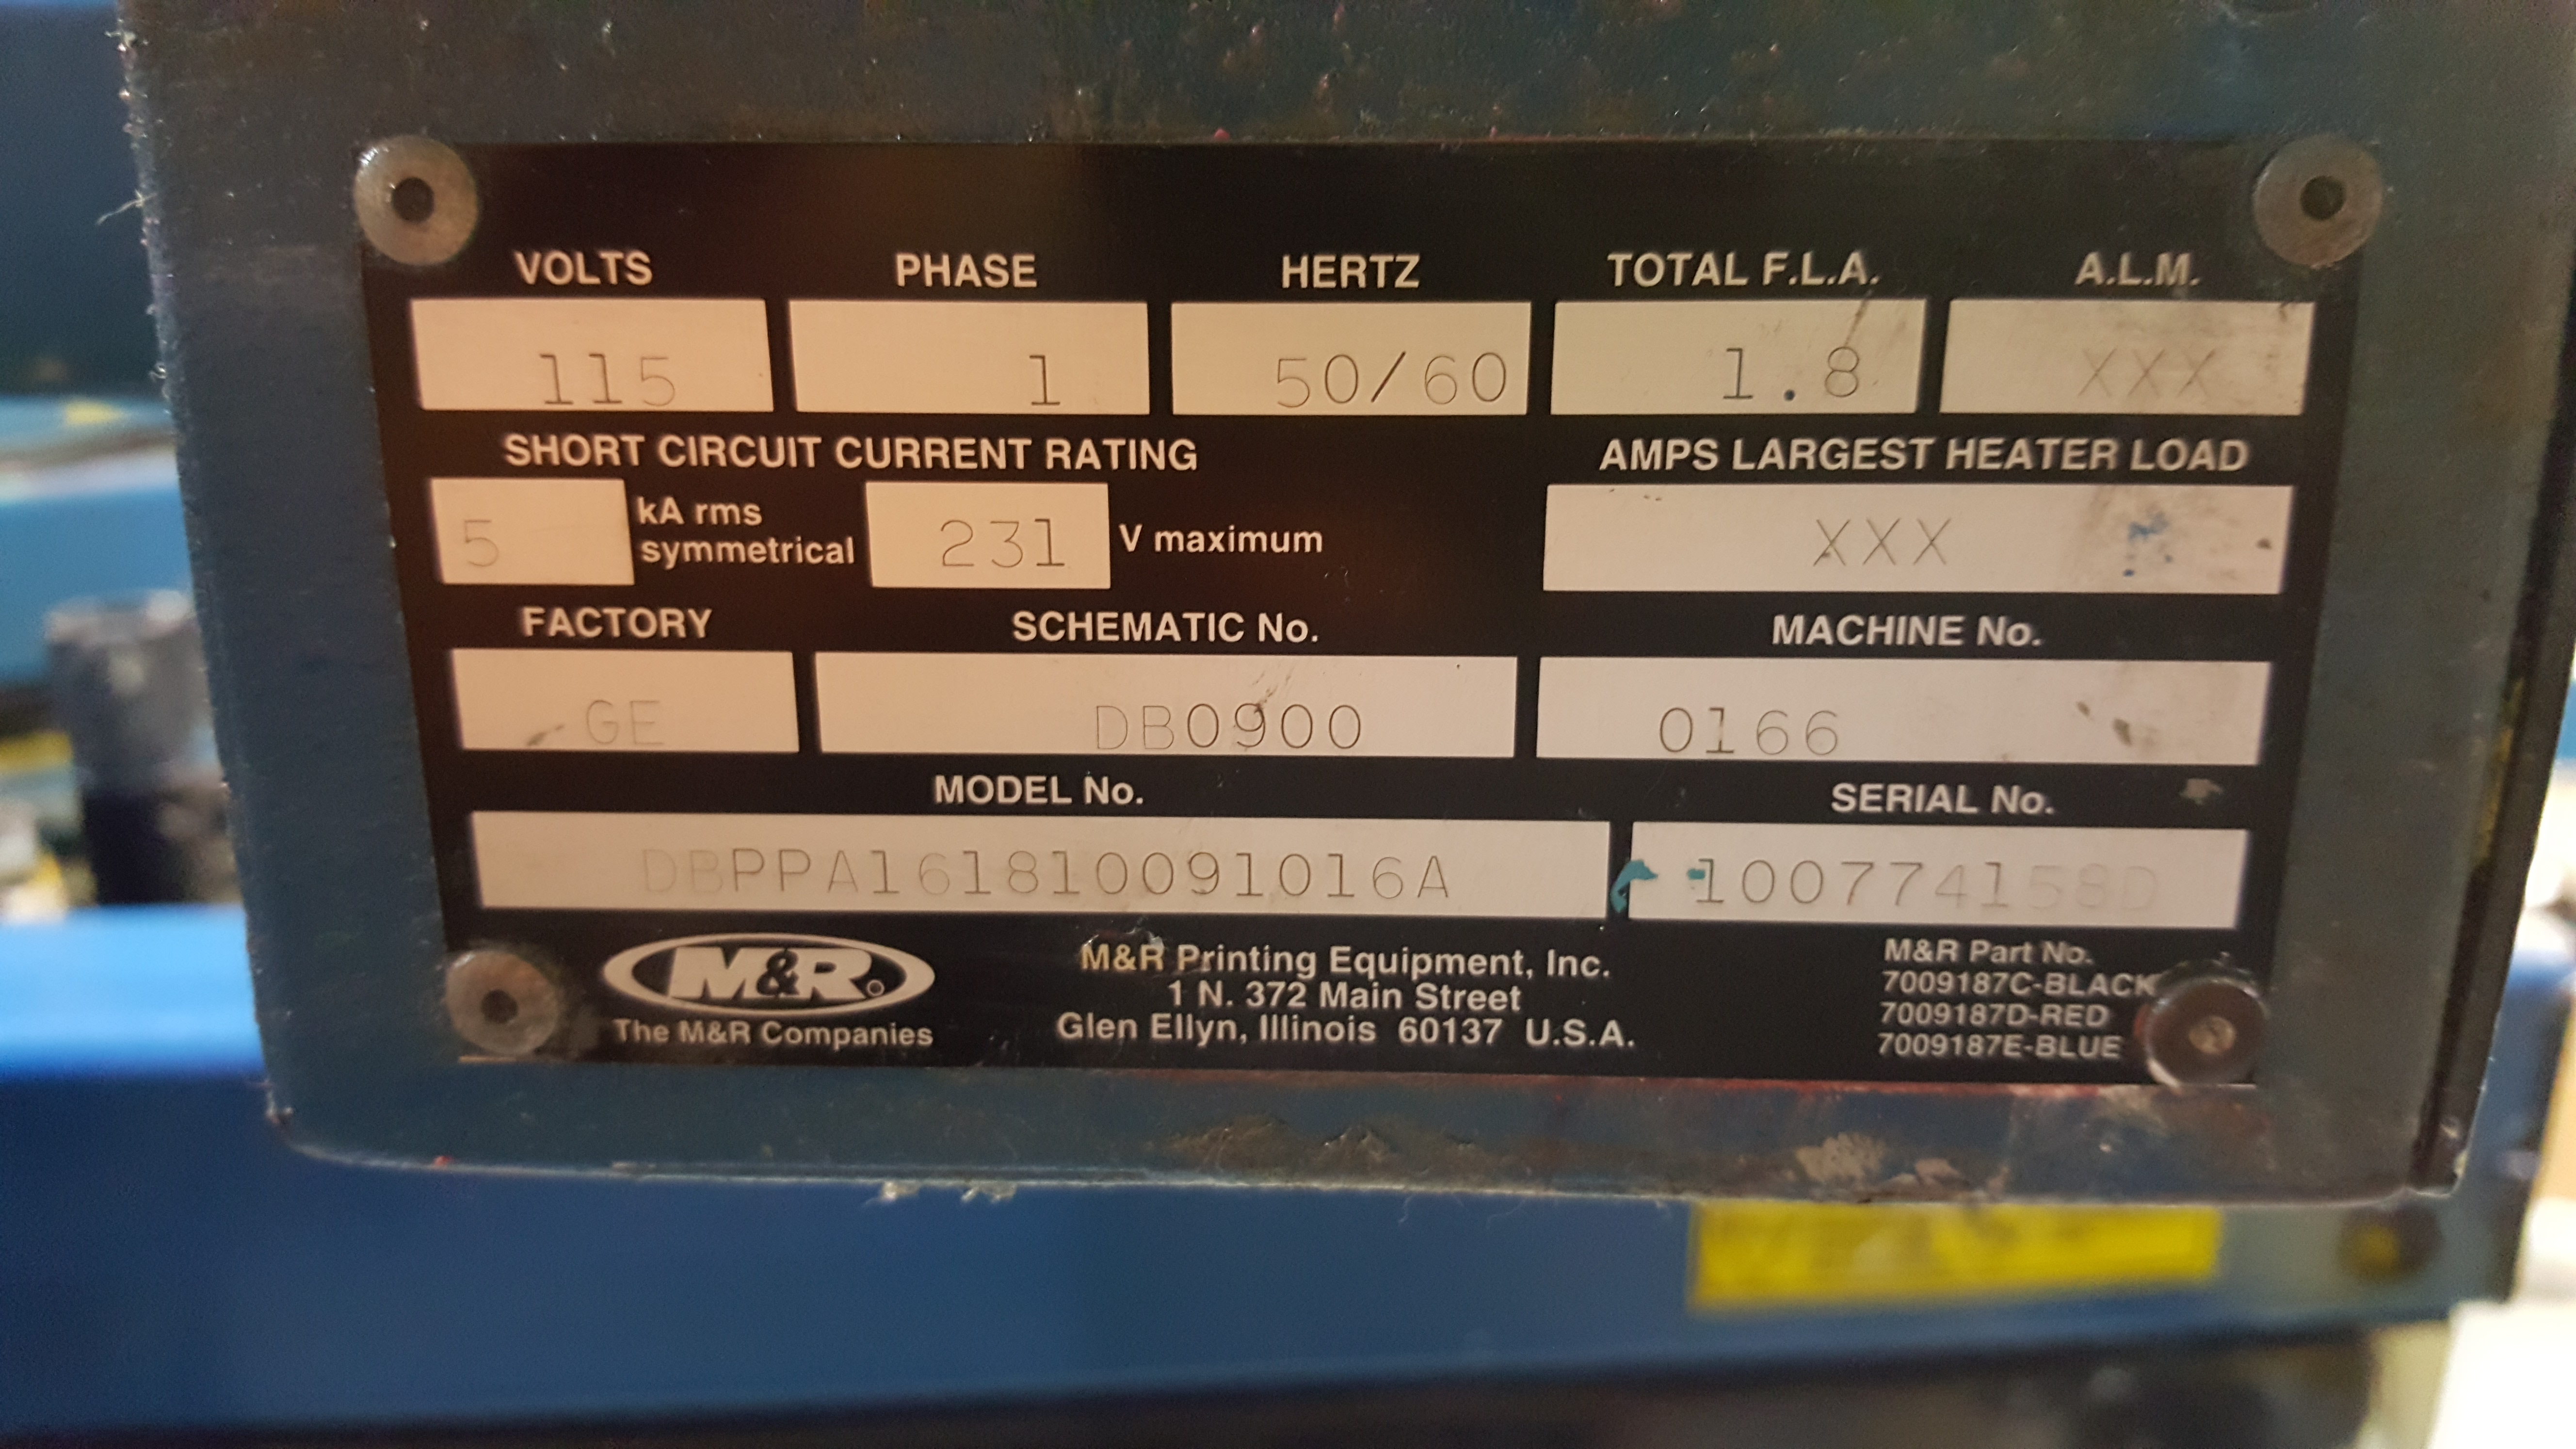 VOLTS PHASE HERTZ TOTAL F.L.A. A.L.M.
115 1 50/60 1.8 XXX
SHORT CIRCUIT CURRENT RATING AMPS LARGEST HEATER LOAD
5 kA rms symmetrical 231 V maximum XXX
FACTORY SCHEMATIC No. MACHINE No.
GE DB0900 0166
MODEL No. SERIAL No.
DBPPA161810091016A 100774158D
M&R®
The M&R Companies
M&R Printing Equipment, Inc.
1 N. 372 Main Street
Glen Ellyn, Illinois 60137 U.S.A.
M&R Part No.
7009187C-BLACK
7009187D-RED
7009187E-BLUE